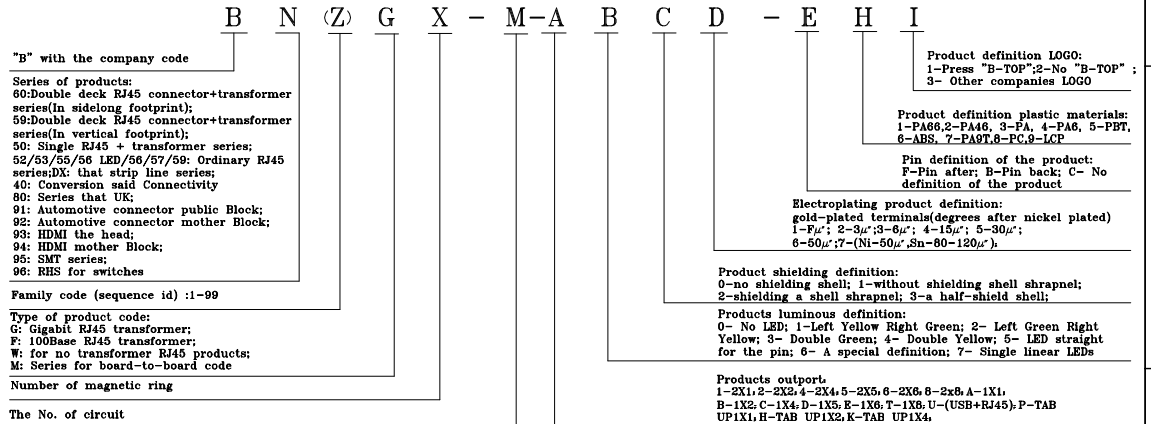 B N (Z) G X - M - A B C D - E H I
"B" with the company code
Series of products:
60:Double deck RJ45 connector+transformer
series(In sidelong footprint);
59:Double deck RJ45 connector+transformer
series(In vertical footprint);
50: Single RJ45 + transformer series;
52/53/55/56 LED/56/57/59: Ordinary RJ45
series;DX: that strip line series;
40: Conversion said Connectivity
80: Series that UK;
91: Automotive connector public Block;
92: Automotive connector mother Block;
93: HDMI the head;
94: HDMI mother Block;
95: SMT series;
96: RHS for switches
Family code (sequence id) :1-99
Type of product code:
G: Gigabit RJ45 transformer;
F: 100Base RJ45 transformer;
W: for no transformer RJ45 products;
M: Series for board-to-board code
Number of magnetic ring
The No. of circuit
Product definition LOGO:
1-Press "B-TOP";2-No "B-TOP" ;
3- Other companies LOGO
Product definition plastic materials:
1-PA66,2-PA46, 3-PA, 4-PA6, 5-PBT,
6-ABS, 7-PA9T,8-PC,9-LCP
Pin definition of the product:
F-Pin after; B-Pin back; C- No
definition of the product
Electroplating product definition:
gold-plated terminals(degrees after nickel plated)
1-Fμ"; 2-3μ";3-6μ"; 4-15μ"; 5-30μ";
6-50μ";7-(Ni-50μ",Sn-80-120μ");
Product shielding definition:
0-no shielding shell; 1-without shielding shell shrapnel;
2-shielding a shell shrapnel; 3-a half-shield shell;
Products luminous definition:
0- No LED; 1-Left Yellow Right Green; 2- Left Green Right
Yellow; 3- Double Green; 4- Double Yellow; 5- LED straight
for the pin; 6- A special definition; 7- Single linear LEDs
Products outport:
1-2X1;2-2X2;4-2X4;5-2X5;6-2X6;8-2x8;A-1X1;
B-1X2;C-1X4;D-1X5;E-1X6;T-1X8;U-(USB+RJ45);P-TAB
UP1X1;H-TAB UP1X2;K-TAB UP1X4;